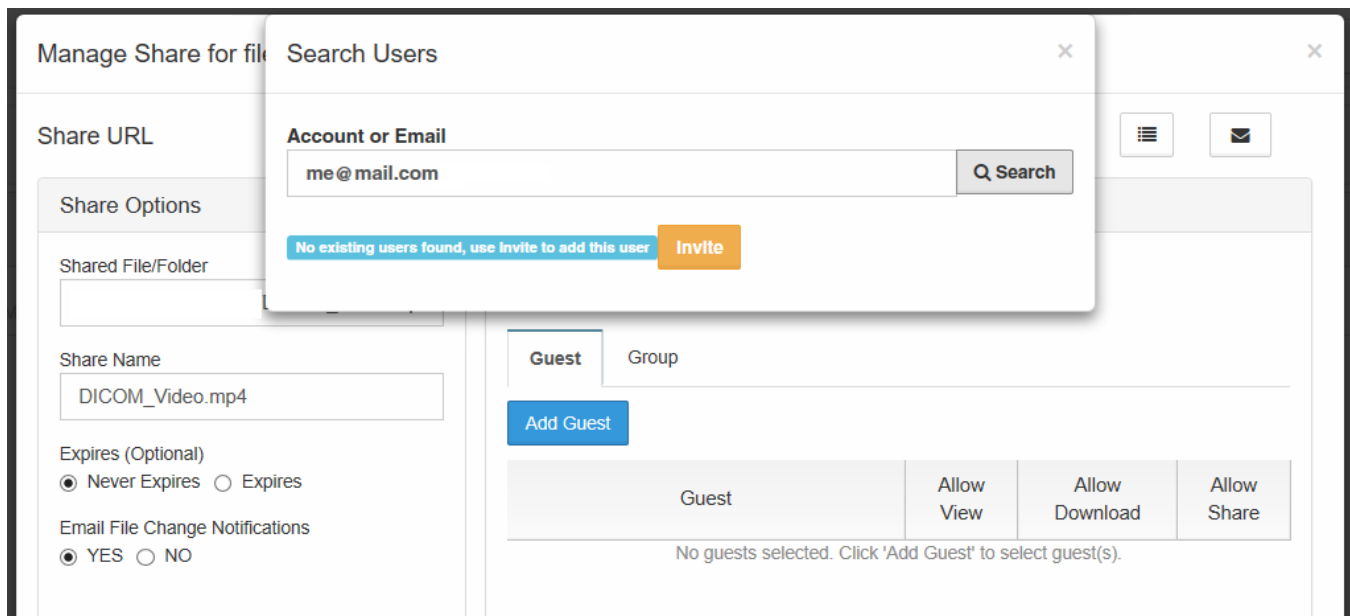 Manage Share for file
Search Users
×
×
Share URL
Account or Email
me@mail.com
Search
Share Options
No existing users found, use Invite to add this user
Invite
Shared File/Folder
Share Name
DICOM_Video.mp4
Expires (Optional)
Never Expires
Expires
Email File Change Notifications
YES
NO
Guest
Group
Add Guest
Guest
Allow
View
Allow
Download
Allow
Share
No guests selected. Click 'Add Guest' to select guest(s).